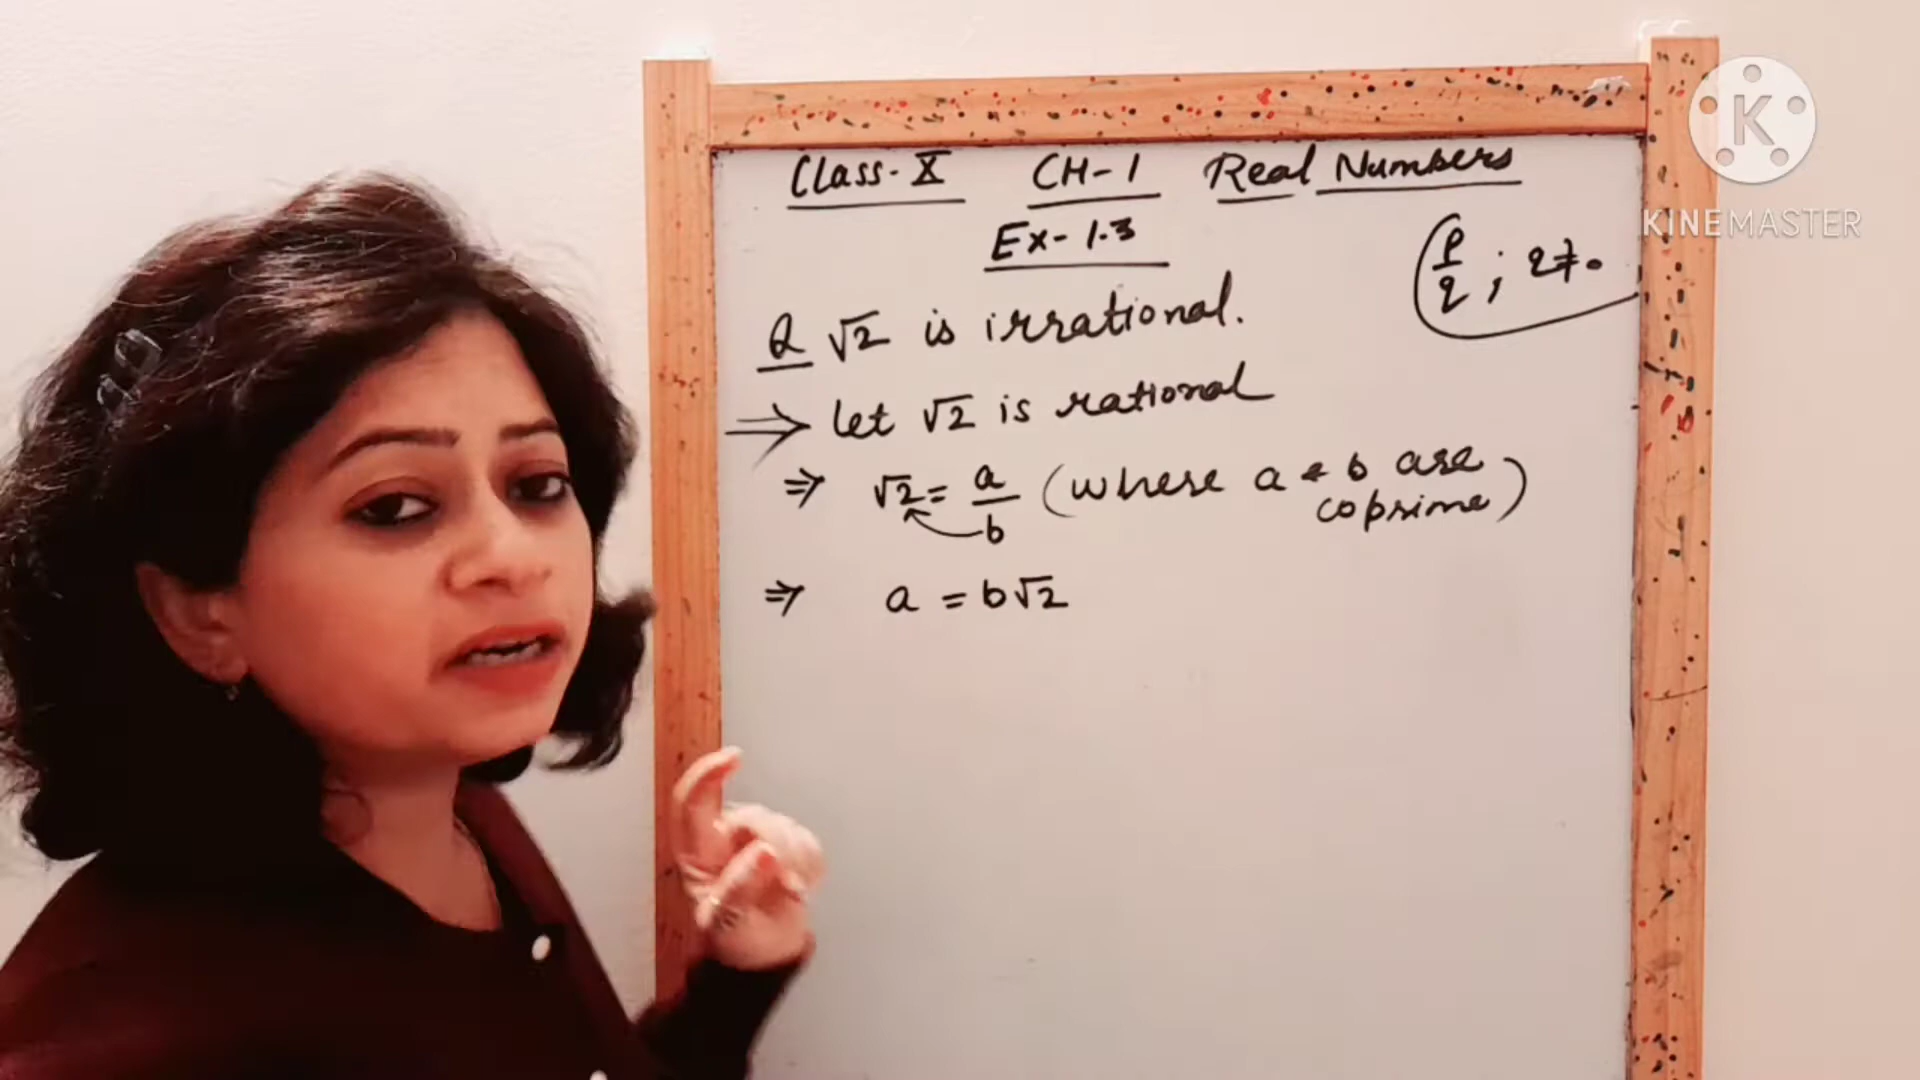 Class-X CH-1 Real Numbers
Ex-1.3
p/q ; q≠0
Q √2 is irrational.
⇒ let √2 is rational
⇒ √2 = a/b (where a & b are coprime)
⇒ a = b√2
K
KINEMASTER